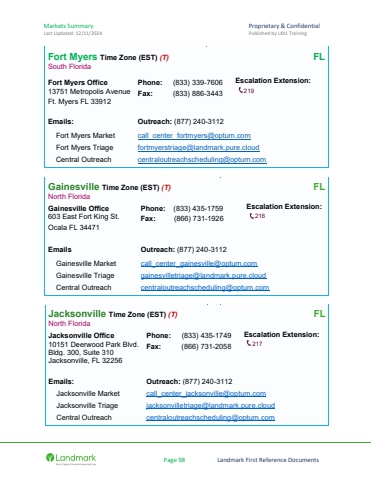 Markets Summary
Proprietary & Confidential
Last Updated: 12/11/2024
Published by LMI Training
Fort Myers Time Zone (EST) (T)
FL
South Florida
Fort Myers Office
Phone: (833) 339-7606
Escalation Extension:
13751 Metropolis Avenue
Fax: (833) 886-3443
219
Ft. Myers FL 33912
Emails:
Outreach: (877) 240-3112
Fort Myers Market
call_center_fortmyers@optum.com
Fort Myers Triage
fortmyerstriage@landmark.pure.cloud
Central Outreach
centraloutreachscheduling@optum.com
Gainesville Time Zone (EST) (T)
FL
North Florida
Gainesville Office
Phone: (833) 435-1759
Escalation Extension:
603 East Fort King St.
Fax: (866) 731-1926
216
Ocala FL 34471
Emails
Outreach: (877) 240-3112
Gainesville Market
call_center_gainesville@optum.com
Gainesville Triage
gainesvilletriage@landmark.pure.cloud
Central Outreach
centraloutreachscheduling@optum.com
Jacksonville Time Zone (EST) (T)
FL
North Florida
Jacksonville Office
Phone: (833) 435-1749
Escalation Extension:
10151 Deerwood Park Blvd.
Fax: (866) 731-2058
217
Bldg. 300, Suite 310
Jacksonville, FL 32256
Emails:
Outreach: (877) 240-3112
Jacksonville Market
call_center_jacksonville@optum.com
Jacksonville Triage
jacksonvilletriage@landmark.pure.cloud
Central Outreach
centraloutreachscheduling@optum.com
Landmark
Page 98
Landmark First Reference Documents